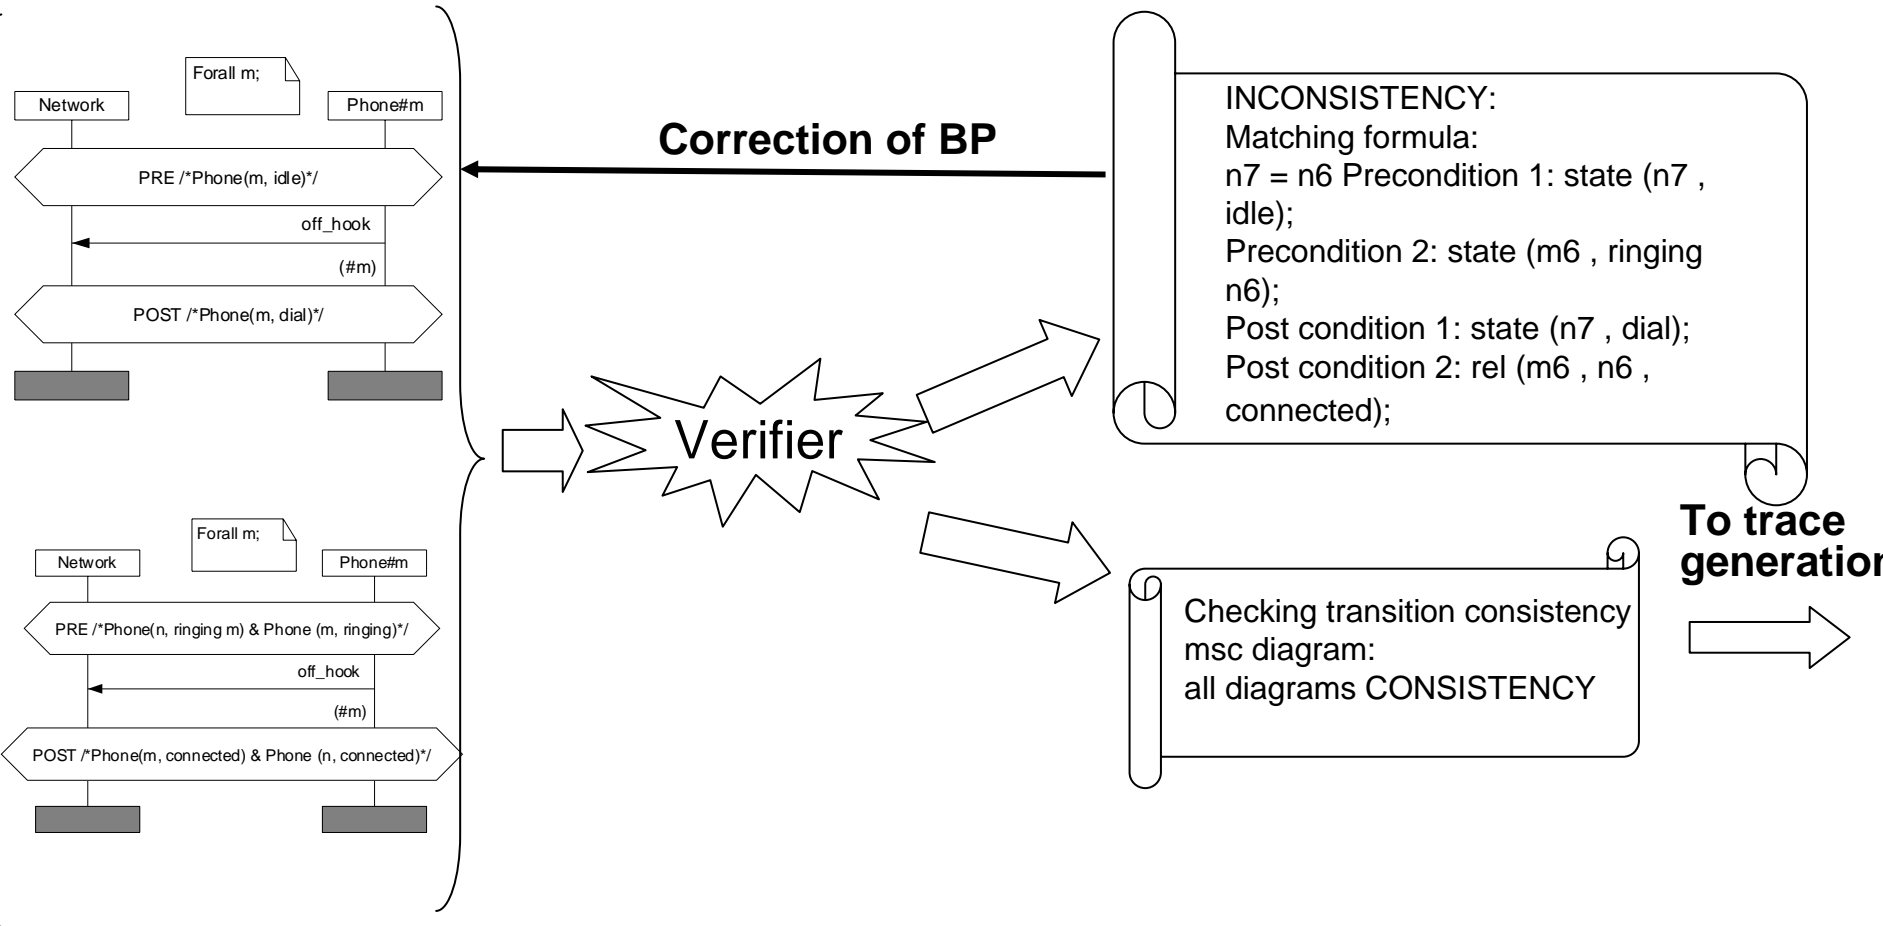 Forall m;
Network
Phone#m
PRE /*Phone(m, idle)*/
off_hook
(#m)
POST /*Phone(m, dial)*/
Forall m;
Network
Phone#m
PRE /*Phone(n, ringing m) & Phone (m, ringing)*/
off_hook
(#m)
POST /*Phone(m, connected) & Phone (n, connected)*/
Correction of BP
Verifier
INCONSISTENCY:
Matching formula:
n7 = n6 Precondition 1: state (n7 ,
idle);
Precondition 2: state (m6 , ringing
n6);
Post condition 1: state (n7 , dial);
Post condition 2: rel (m6 , n6 ,
connected);
Checking transition consistency
msc diagram:
all diagrams CONSISTENCY
To trace
generation